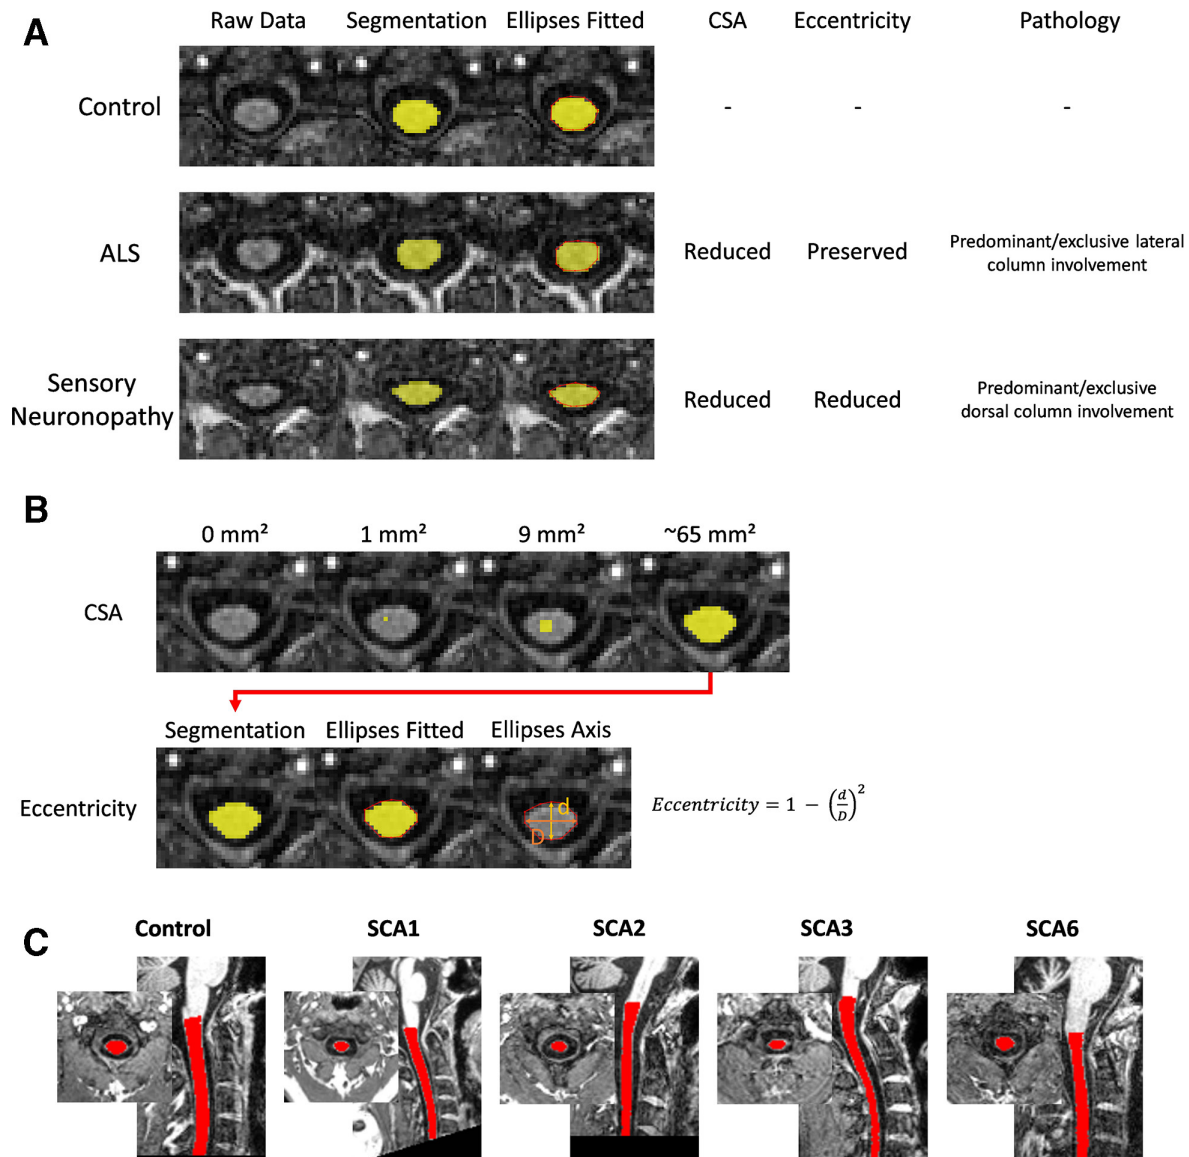 A
Raw Data Segmentation Ellipses Fitted CSA Eccentricity Pathology
Control - - -
ALS Reduced Preserved Predominant/exclusive lateral
column involvement
Sensory
Neuronopathy Reduced Reduced Predominant/exclusive
dorsal column involvement
B
0 mm² 1 mm² 9 mm² ~65 mm²
CSA
Segmentation Ellipses Fitted Ellipses Axis
Eccentricity d D Eccentricity = 1 − (d/D)²
C
Control SCA1 SCA2 SCA3 SCA6